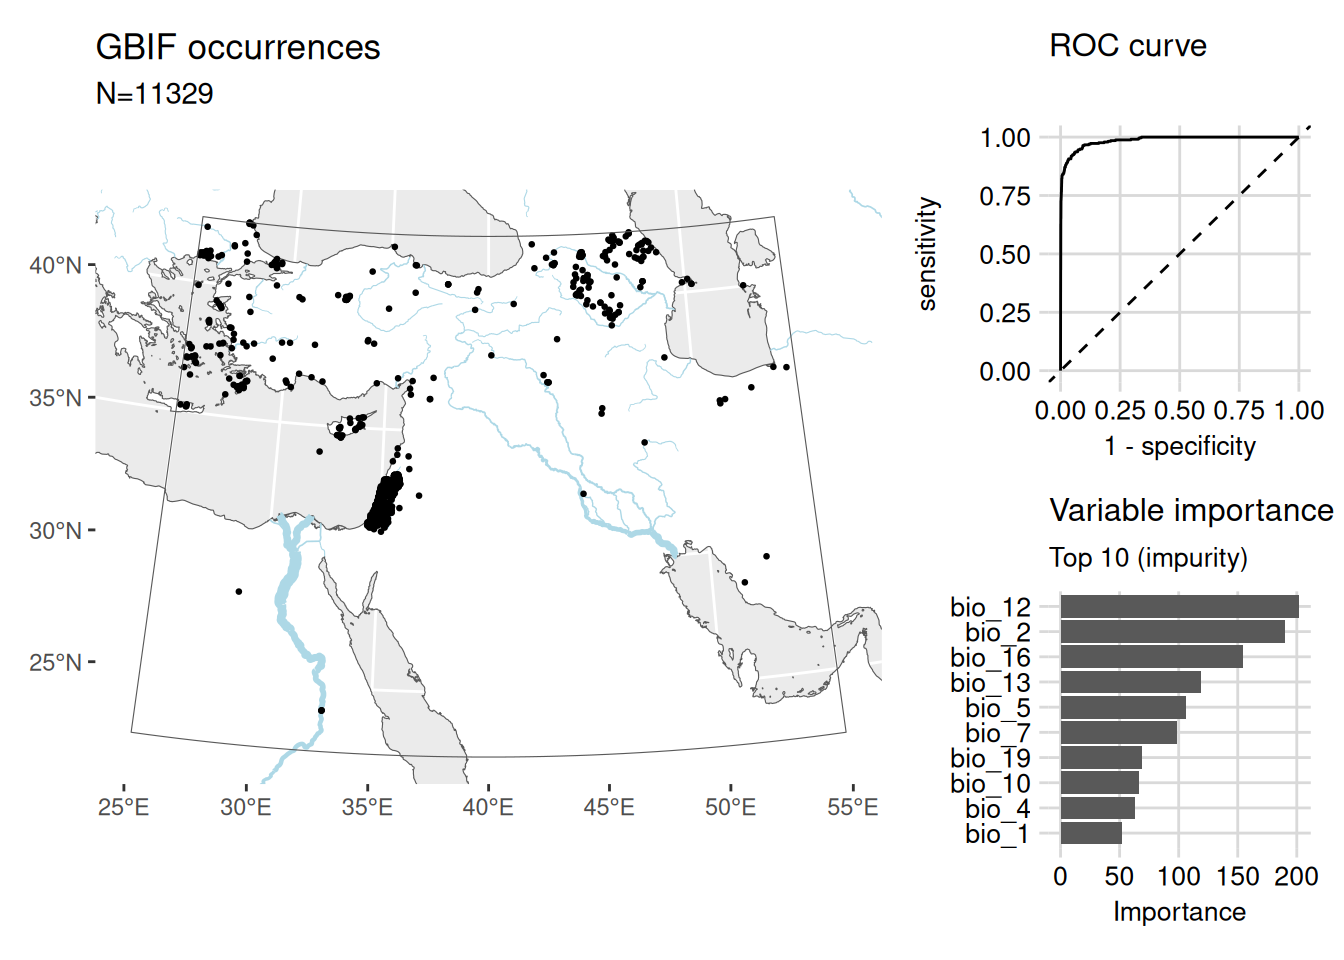 GBIF occurrences
N=11329
40°N
35°N
30°N
25°N
25°E 30°E 35°E 40°E 45°E 50°E 55°E
ROC curve
sensitivity
1.00
0.75
0.50
0.25
0.00
0.00 0.25 0.50 0.75 1.00
1 - specificity
Variable importance
Top 10 (impurity)
bio_12
bio_2
bio_16
bio_13
bio_5
bio_7
bio_19
bio_10
bio_4
bio_1
0 50 100 150 200
Importance